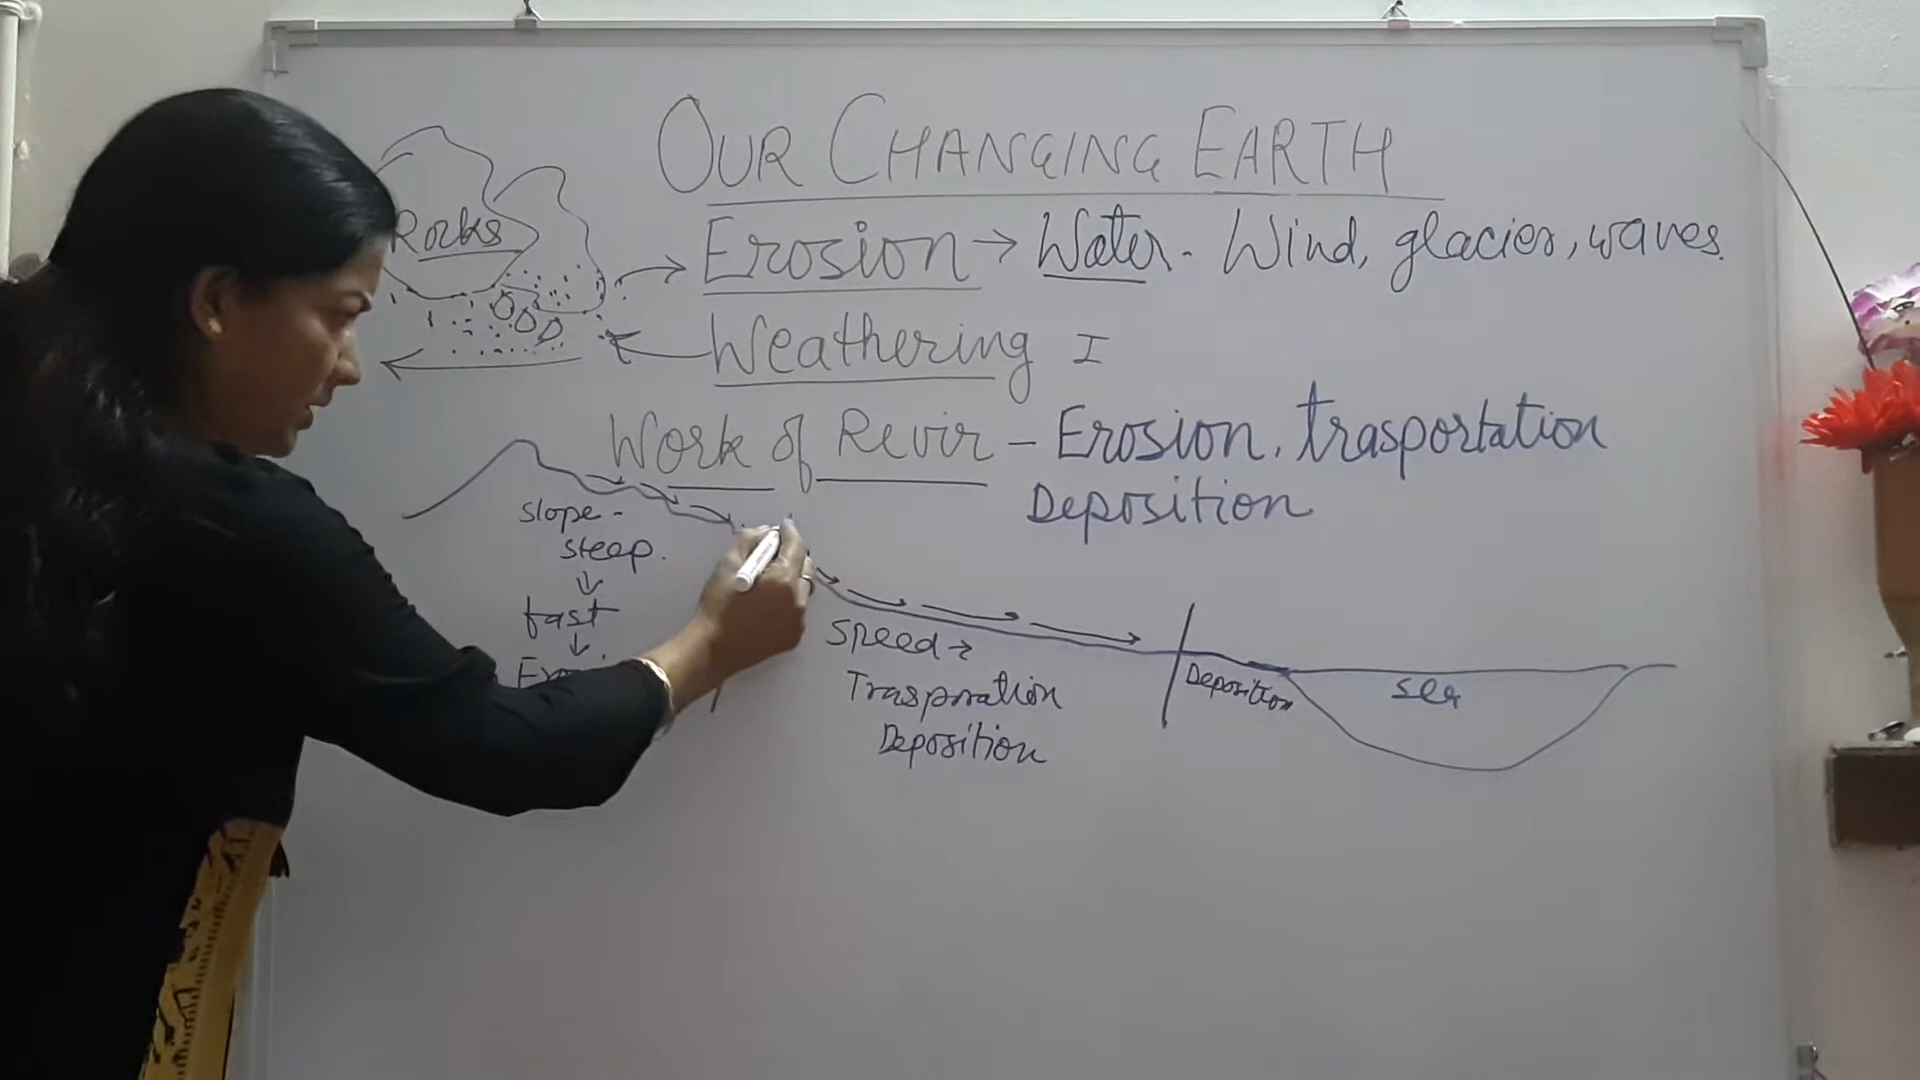 OUR CHANGING EARTH
Rocks
Erosion → Water. Wind, glacier, waves.
Weathering I
Work of Revir – Erosion, trasportation
Deposition
slope -
steep.
↓
fast
↓
Speed →
Trasporation
Deposition
Deposition
sea